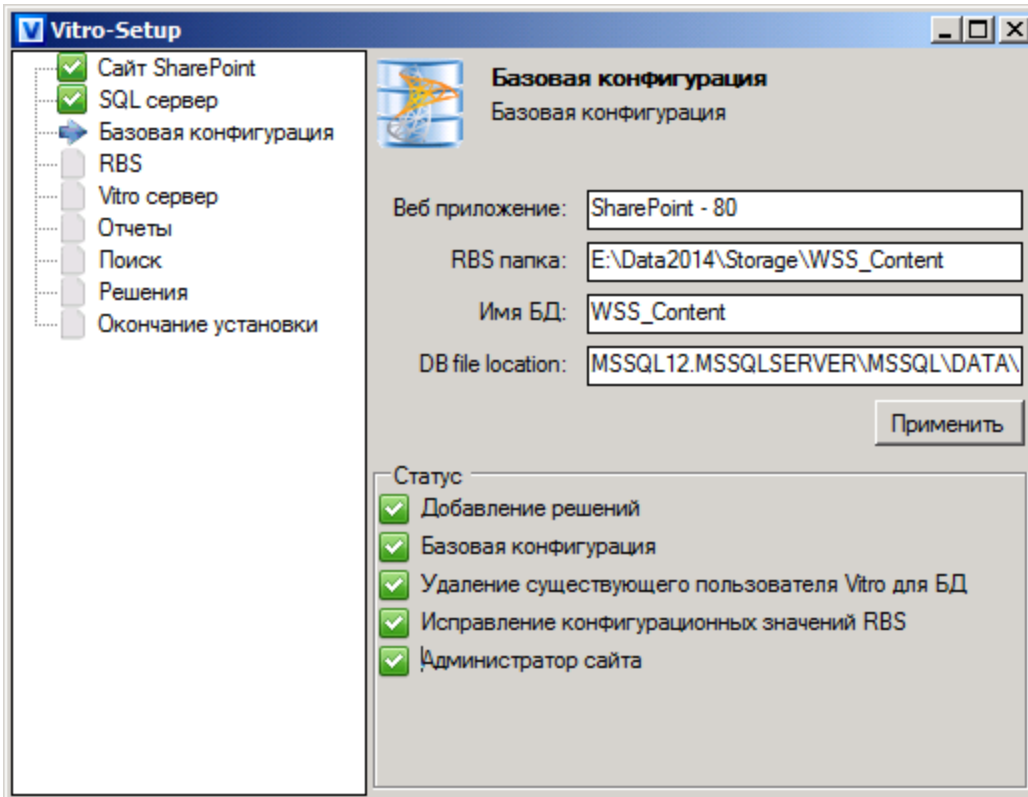 Vitro-Setup
Сайт SharePoint
SQL сервер
Базовая конфигурация
RBS
Vitro сервер
Отчеты
Поиск
Решения
Окончание установки
Базовая конфигурация
Базовая конфигурация
Веб приложение: SharePoint - 80
RBS папка: E:\Data2014\Storage\WSS_Content
Имя БД: WSS_Content
DB file location: MSSQL12.MSSQLSERVER\MSSQL\DATA\
Применить
Статус
Добавление решений
Базовая конфигурация
Удаление существующего пользователя Vitro для БД
Исправление конфигурационных значений RBS
Администратор сайта